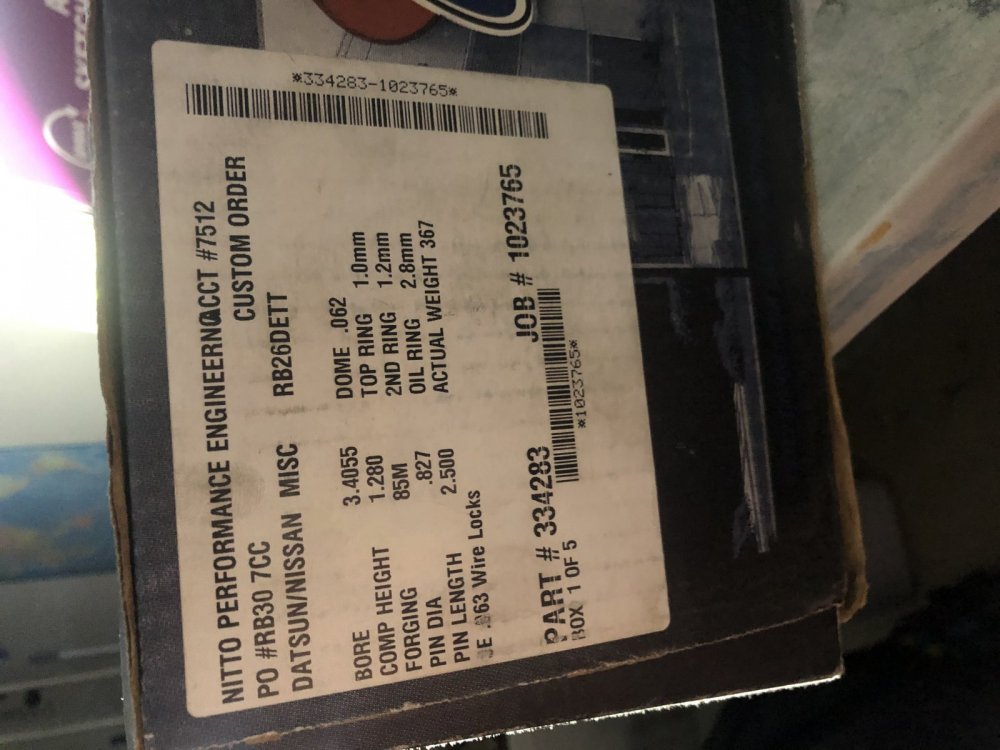 *334283-1023765*
NITTO PERFORMANCE ENGINEERNG ACCT #7512
PO #RB30 7CC CUSTOM ORDER
DATSUN/NISSAN MISC RB26DETT
BORE 3.4055 DOME .062
COMP HEIGHT 1.280 TOP RING 1.0mm
FORGING 85M 2ND RING 1.2mm
PIN DIA .827 OIL RING 2.8mm
PIN LENGTH 2.500 ACTUAL WEIGHT 367
.063 Wire Locks
PART # 334283 JOB # 1023765
BOX 1 OF 5 *1023765*